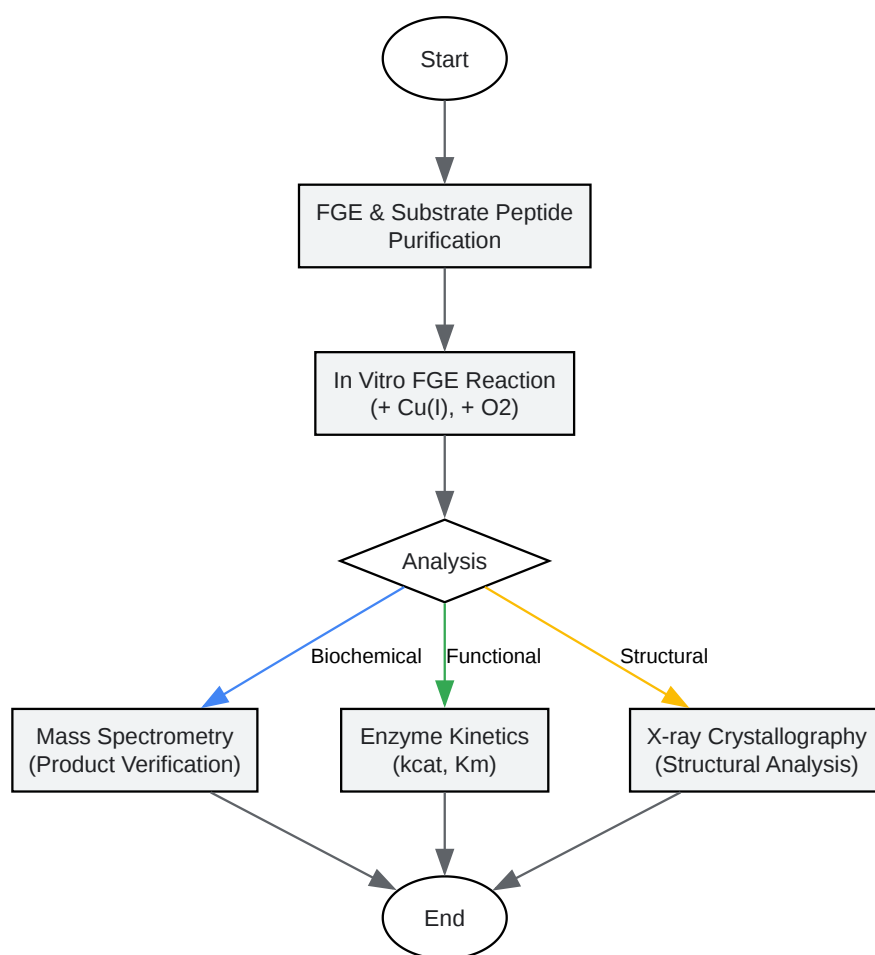 Start
FGE & Substrate Peptide
Purification
In Vitro FGE Reaction
(+ Cu(I), + O2)
Analysis
Biochemical
Functional
Structural
Mass Spectrometry
(Product Verification)
Enzyme Kinetics
(kcat, Km)
X-ray Crystallography
(Structural Analysis)
End